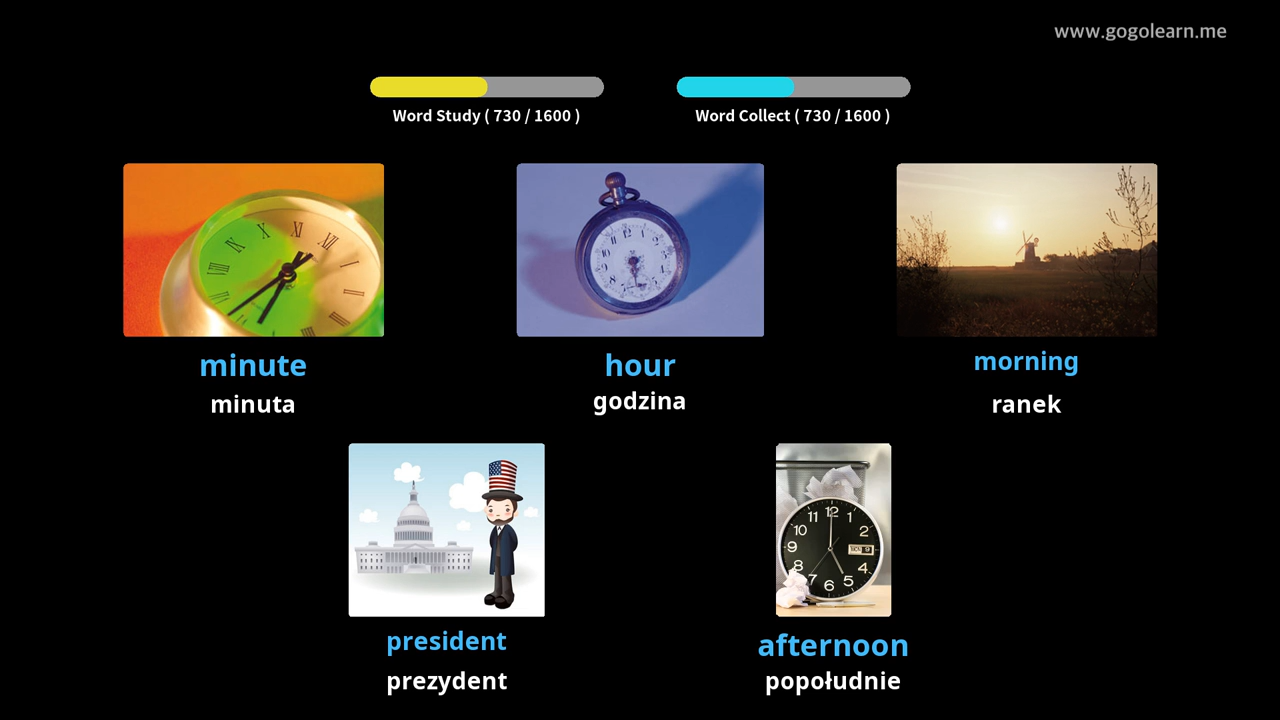 www.gogolearn.me
Word Study ( 730 / 1600 )
Word Collect ( 730 / 1600 )
minute
minuta
hour
godzina
morning
ranek
president
prezydent
afternoon
popołudnie